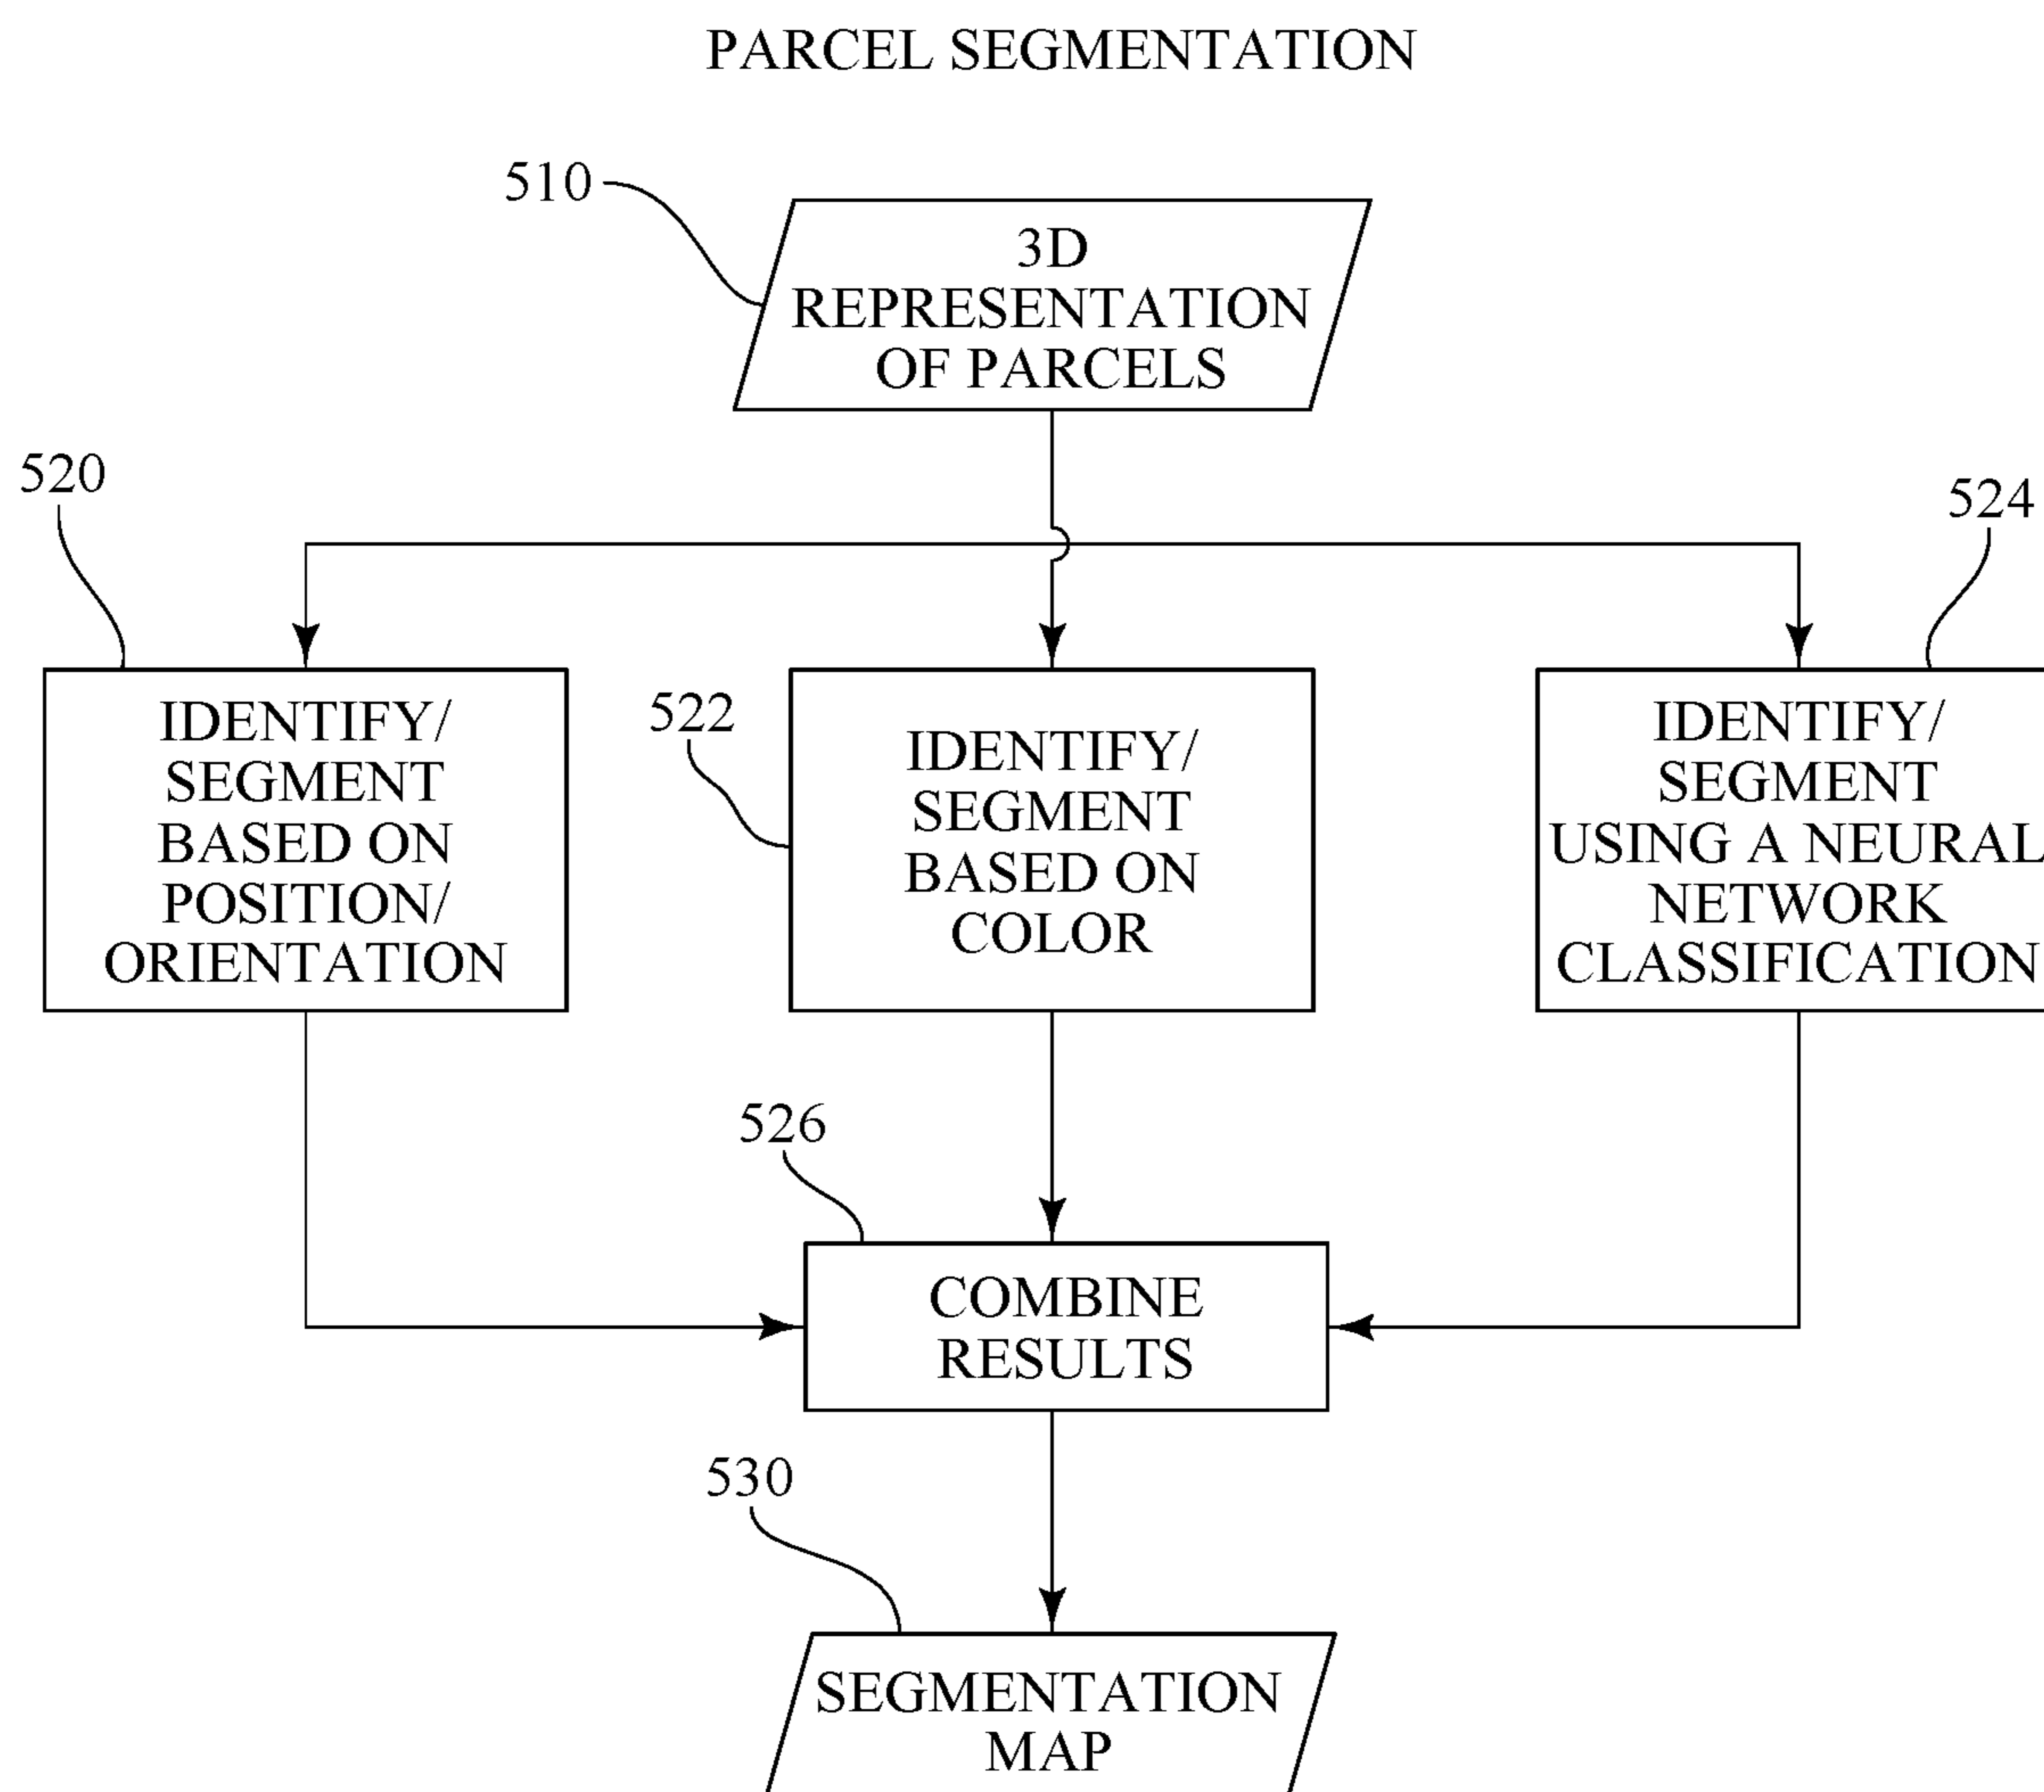 PARCEL SEGMENTATION
510
3D
REPRESENTATION
OF PARCELS
520
524
IDENTIFY/
SEGMENT
BASED ON
POSITION/
ORIENTATION
522
IDENTIFY/
SEGMENT
BASED ON
COLOR
IDENTIFY/
SEGMENT
USING A NEURAL
NETWORK
CLASSIFICATION
526
COMBINE
RESULTS
530
SEGMENTATION
MAP